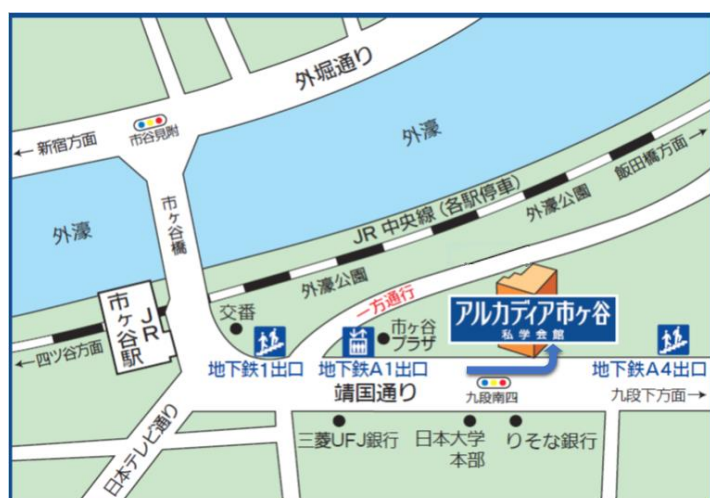 外堀通り
←新宿方面
市谷見附
外濠
飯田橋方面→
市ヶ谷橋
外濠
JR 中央線(各駅停車)
外濠公園
外濠公園
JR
市ヶ谷駅
一方通行
アルカディア市ヶ谷
私学会館
交番
市ヶ谷
プラザ
←四ツ谷方面
地下鉄1出口
地下鉄A1出口
地下鉄A4出口
靖国通り
九段南四
九段下方面→
日本テレビ通り
三菱UFJ銀行
日本大学
本部
りそな銀行